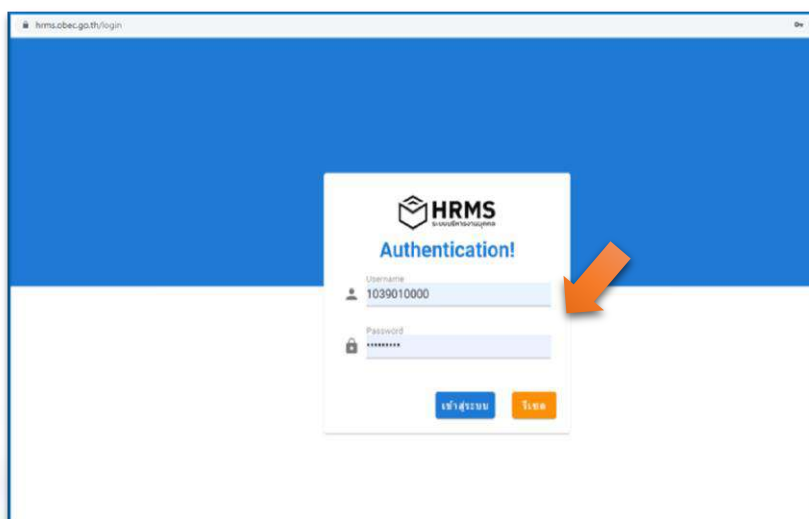 hrms.obec.go.th/login
HRMS
ระบบบริหารงานบุคคล
Authentication!
Username
1039010000
Password
•••••••••
เข้าสู่ระบบ
รีเซต